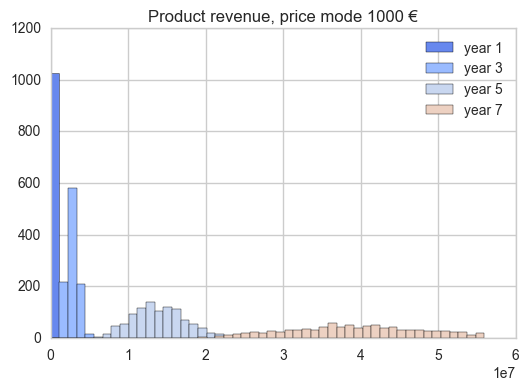 Product revenue, price mode 1000 €
1200
1000
800
600
400
200
0
year 1
year 3
year 5
year 7
0 1 2 3 4 5 6
1e7